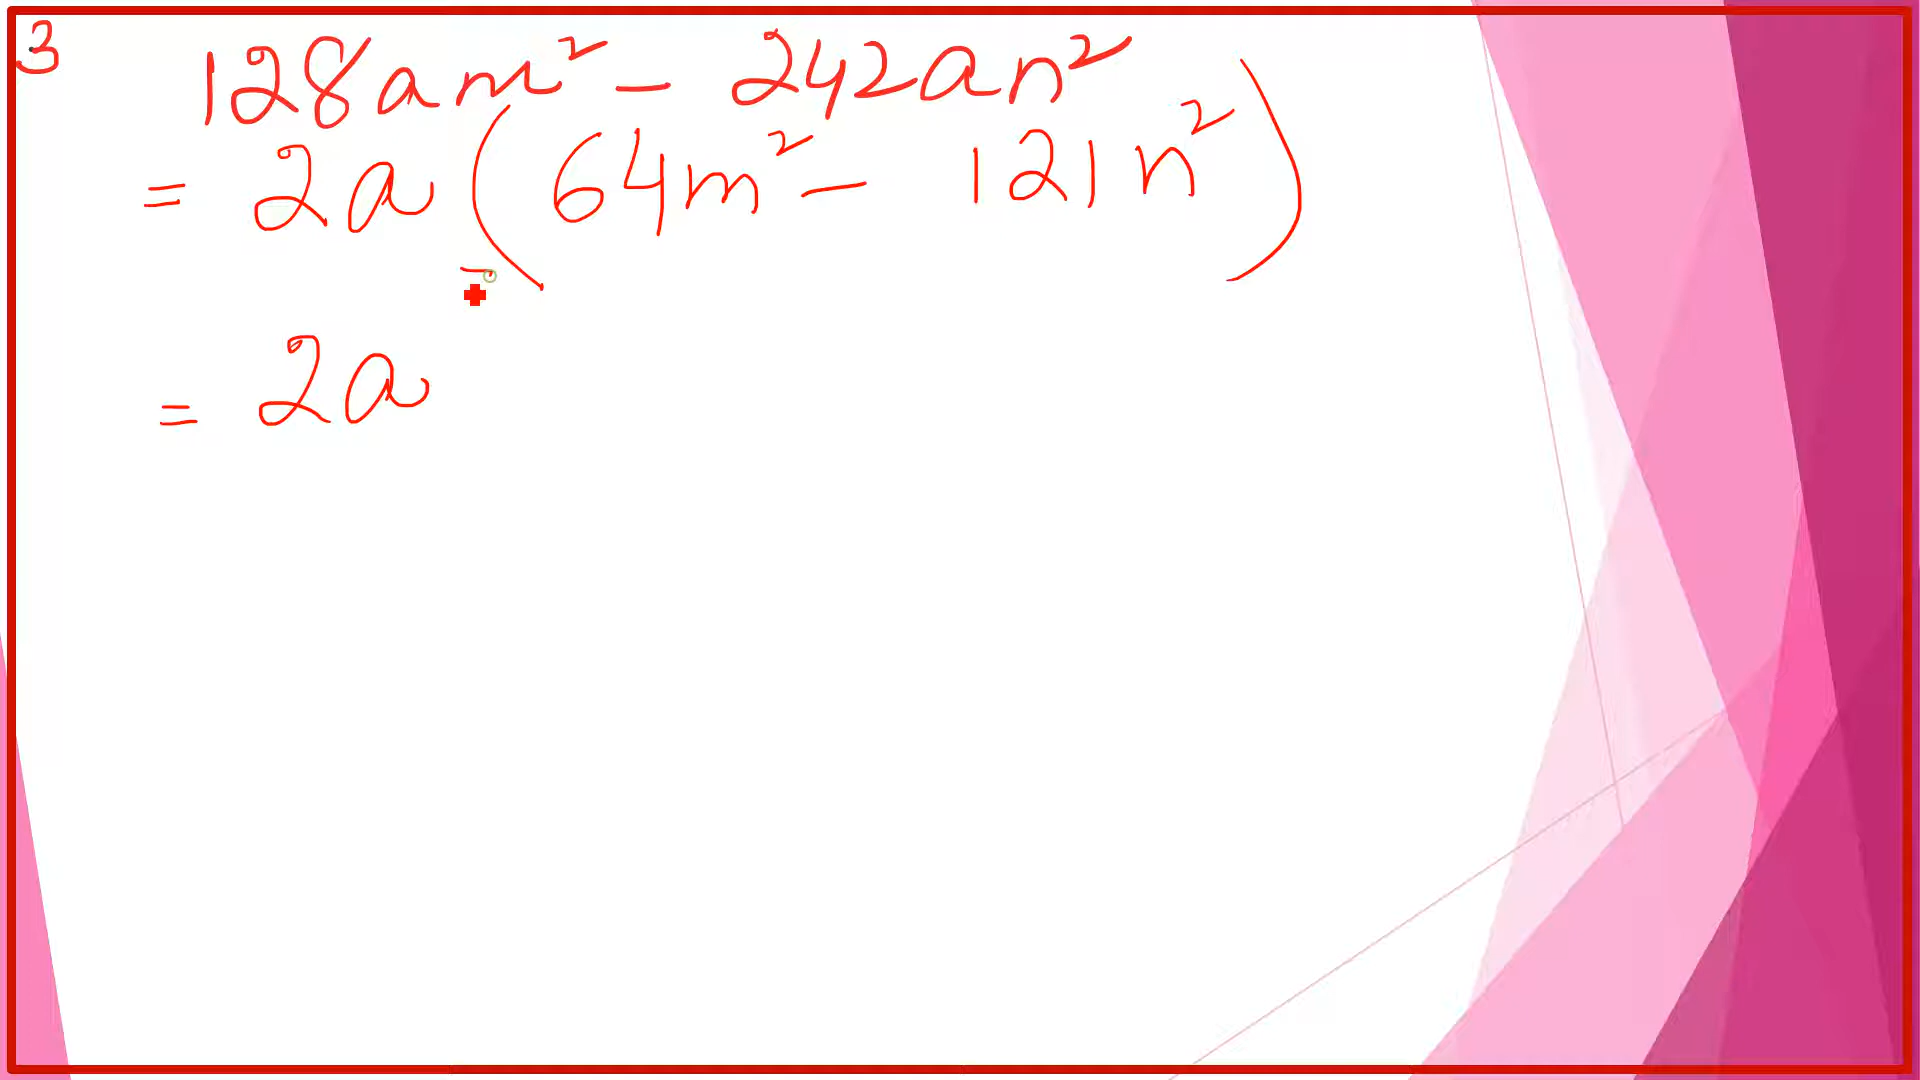 3
128am² - 242an²
= 2a (64m² - 121n²)
= 2a